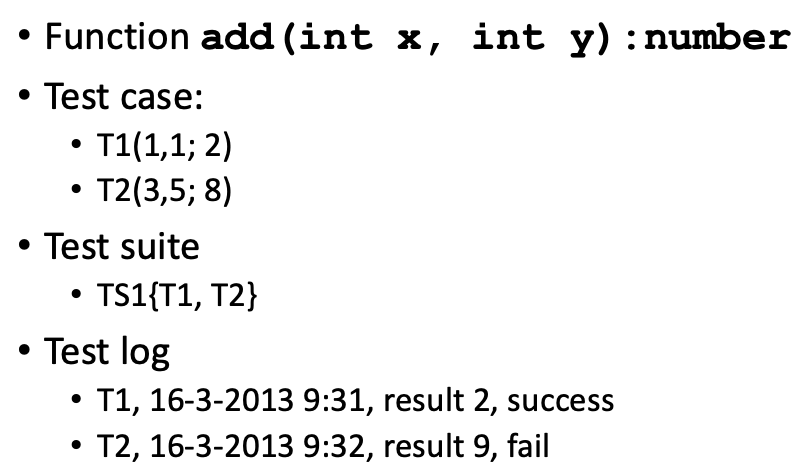 • Function add(int x, int y):number
• Test case:
• T1(1,1; 2)
• T2(3,5; 8)
• Test suite
• TS1{T1, T2}
• Test log
• T1, 16-3-2013 9:31, result 2, success
• T2, 16-3-2013 9:32, result 9, fail